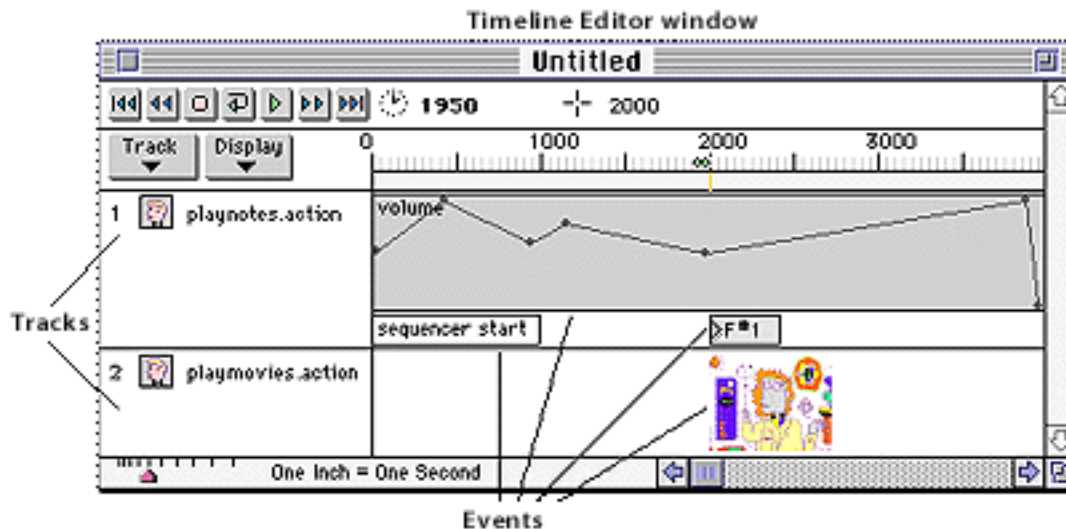 Timeline Editor window
Untitled
1950 2000
Track Display 0 1000 2000 3000
1 playnotes.action volume
Tracks
sequencer start >F#1
2 playmovies.action
One Inch = One Second
Events